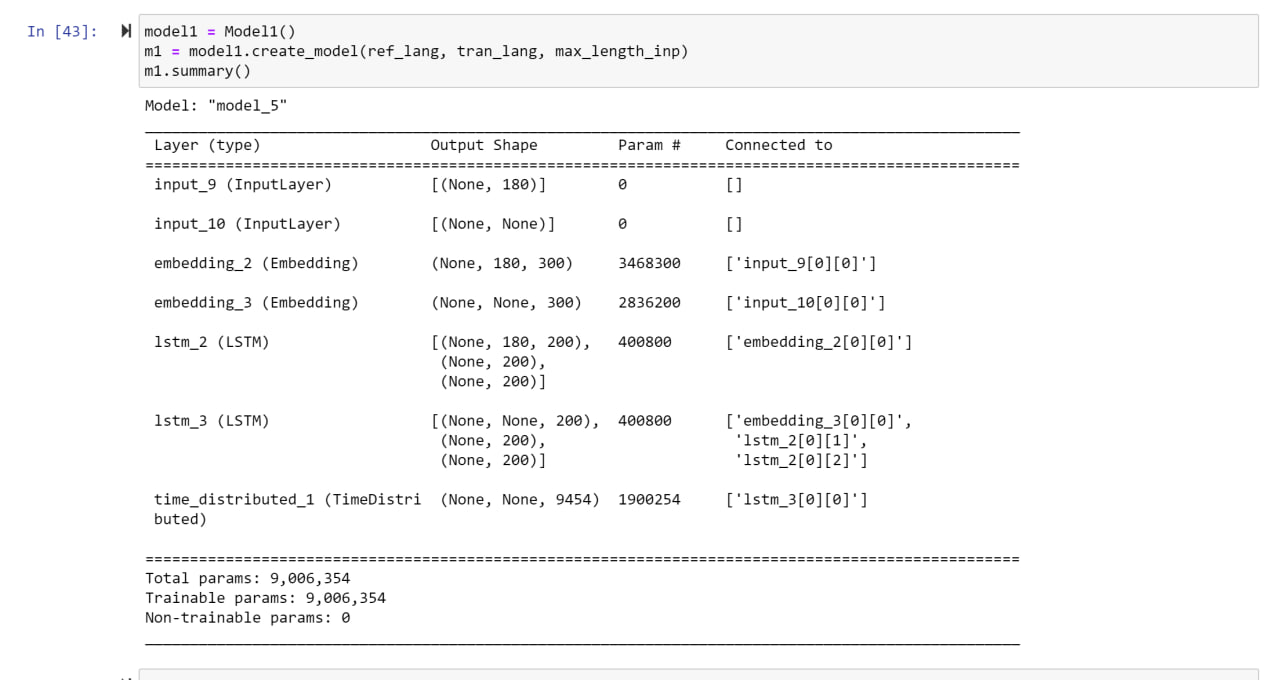 In [43]:
model1 = Model1()
m1 = model1.create_model(ref_lang, tran_lang, max_length_inp)
m1.summary()
Model: "model_5"
Layer (type) Output Shape Param # Connected to
input_9 (InputLayer) [(None, 180)] 0 []
input_10 (InputLayer) [(None, None)] 0 []
embedding_2 (Embedding) (None, 180, 300) 3468300 ['input_9[0][0]']
embedding_3 (Embedding) (None, None, 300) 2836200 ['input_10[0][0]']
lstm_2 (LSTM) [(None, 180, 200), 400800 ['embedding_2[0][0]']
(None, 200),
(None, 200)]
lstm_3 (LSTM) [(None, None, 200), 400800 ['embedding_3[0][0]',
(None, 200), 'lstm_2[0][1]',
(None, 200)] 'lstm_2[0][2]']
time_distributed_1 (TimeDistri (None, None, 9454) 1900254 ['lstm_3[0][0]']
buted)
Total params: 9,006,354
Trainable params: 9,006,354
Non-trainable params: 0